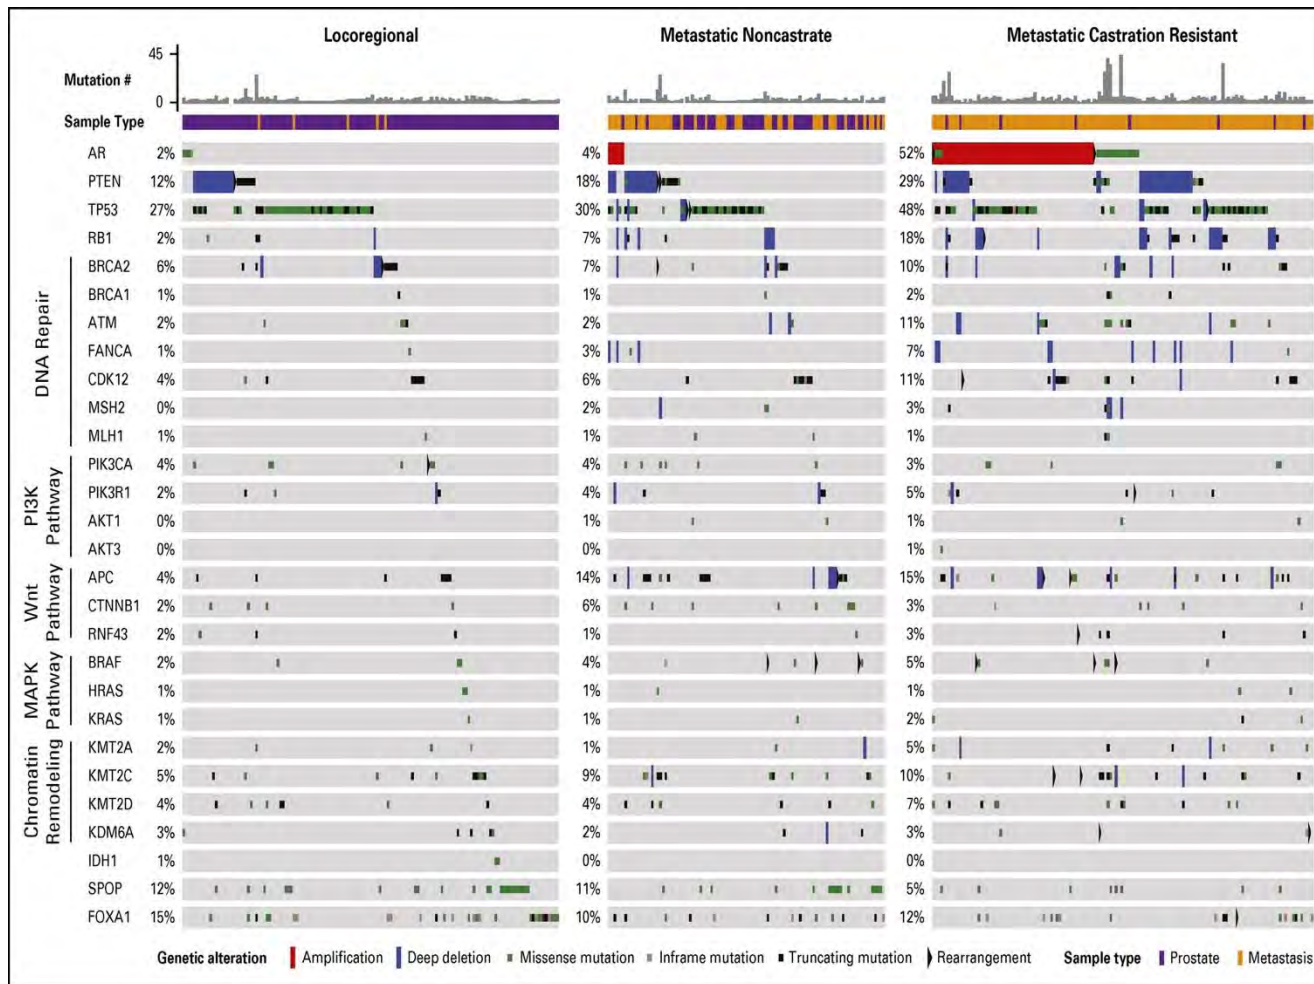 Locoregional Metastatic Noncastrate Metastatic Castration Resistant
45
Mutation #
0
Sample Type
AR 2% 4% 52%
PTEN 12% 18% 29%
TP53 27% 30% 48%
RB1 2% 7% 18%
DNA Repair
BRCA2 6% 7% 10%
BRCA1 1% 1% 2%
ATM 2% 2% 11%
FANCA 1% 3% 7%
CDK12 4% 6% 11%
MSH2 0% 2% 3%
MLH1 1% 1% 1%
PI3K
Pathway
PIK3CA 4% 4% 3%
PIK3R1 2% 4% 5%
AKT1 0% 1% 1%
AKT3 0% 0% 1%
Wnt
Pathway
APC 4% 14% 15%
CTNNB1 2% 6% 3%
RNF43 2% 1% 3%
MAPK
Pathway
BRAF 2% 4% 5%
HRAS 1% 1% 1%
KRAS 1% 1% 2%
Chromatin
Remodeling
KMT2A 2% 1% 5%
KMT2C 5% 9% 10%
KMT2D 4% 4% 7%
KDM6A 3% 2% 3%
IDH1 1% 0% 0%
SPOP 12% 11% 5%
FOXA1 15% 10% 12%
Genetic alteration Amplification Deep deletion Missense mutation Inframe mutation Truncating mutation Rearrangement Sample type Prostate Metastasis